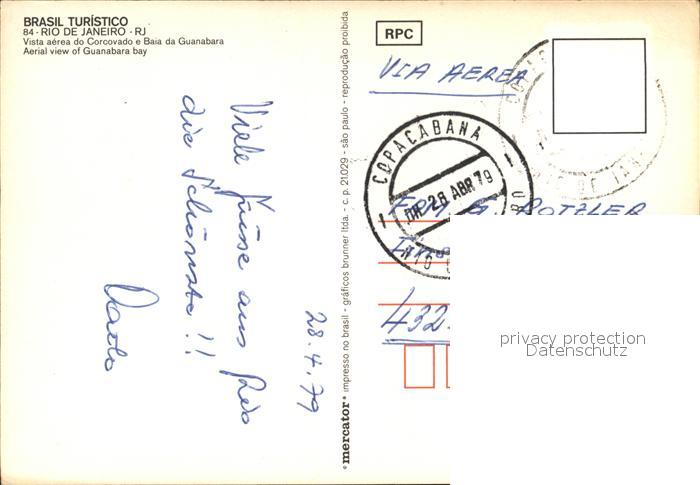 BRASIL TURÍSTICO
84 - RIO DE JANEIRO - RJ
Vista aérea do Corcovado e Baia da Guanabara
Aerial view of Guanabara bay
28.4.79
Viele Grüsse aus Rio
die Schönste!!
*mercator* impresso no brasil - gráficos brunner ltda. - c. p. 21029 - são paulo - reprodução proibida
RPC
VIA AEREA
COPACABANA
28 ABR 79
ROTZLER
432
privacy protection
Datenschutz